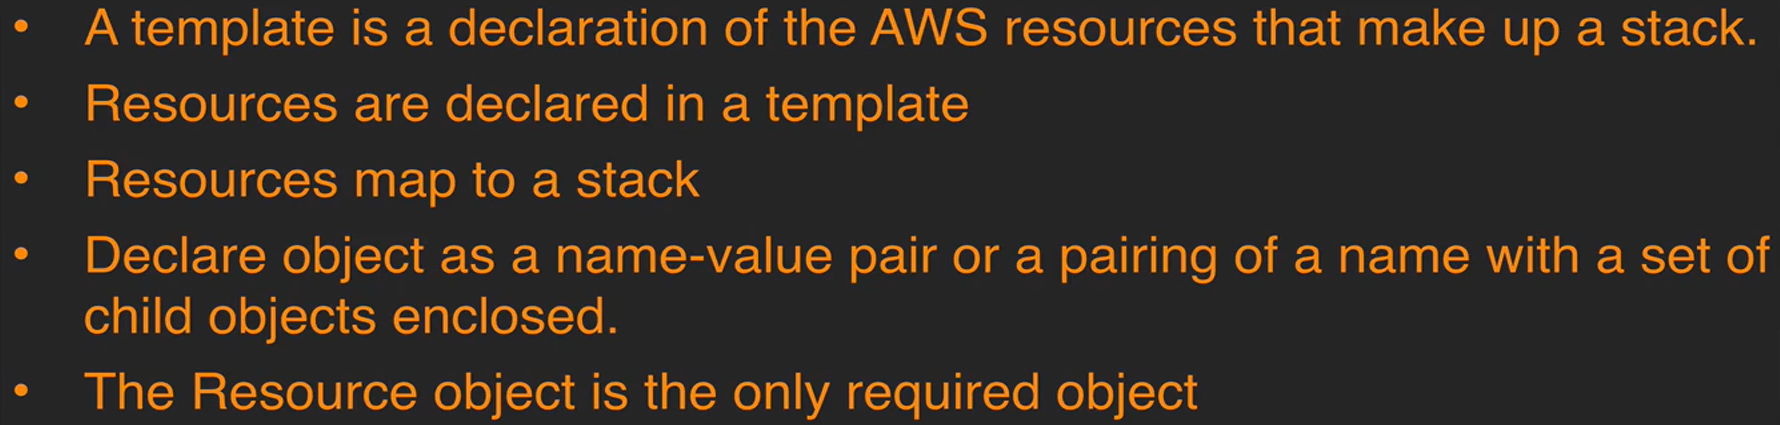 • A template is a declaration of the AWS resources that make up a stack.
• Resources are declared in a template
• Resources map to a stack
• Declare object as a name-value pair or a pairing of a name with a set of
child objects enclosed.
• The Resource object is the only required object